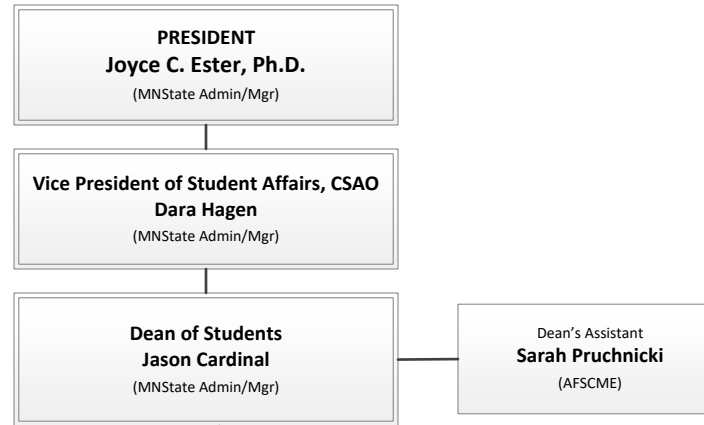 PRESIDENT
Joyce C. Ester, Ph.D.
(MNState Admin/Mgr)
Vice President of Student Affairs, CSAO
Dara Hagen
(MNState Admin/Mgr)
Dean of Students
Jason Cardinal
(MNState Admin/Mgr)
Dean’s Assistant
Sarah Pruchnicki
(AFSCME)